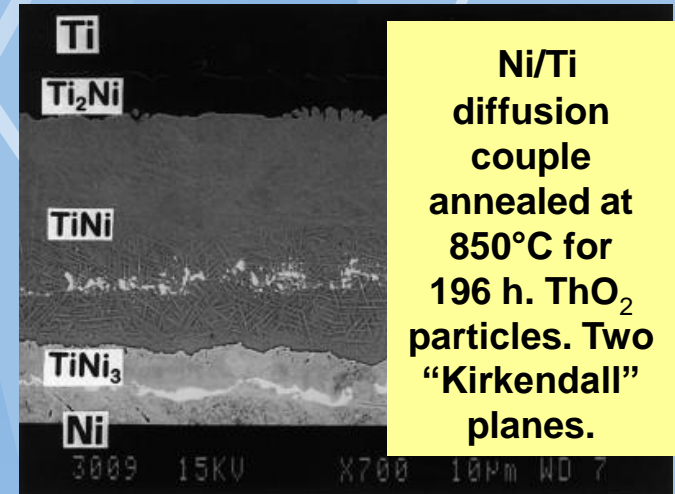 Ti
Ti₂Ni
TiNi
TiNi₃
Ni
3009 15KV X700 10µm WD 7
Ni/Ti
diffusion
couple
annealed at
850°C for
196 h. ThO₂
particles. Two
“Kirkendall”
planes.